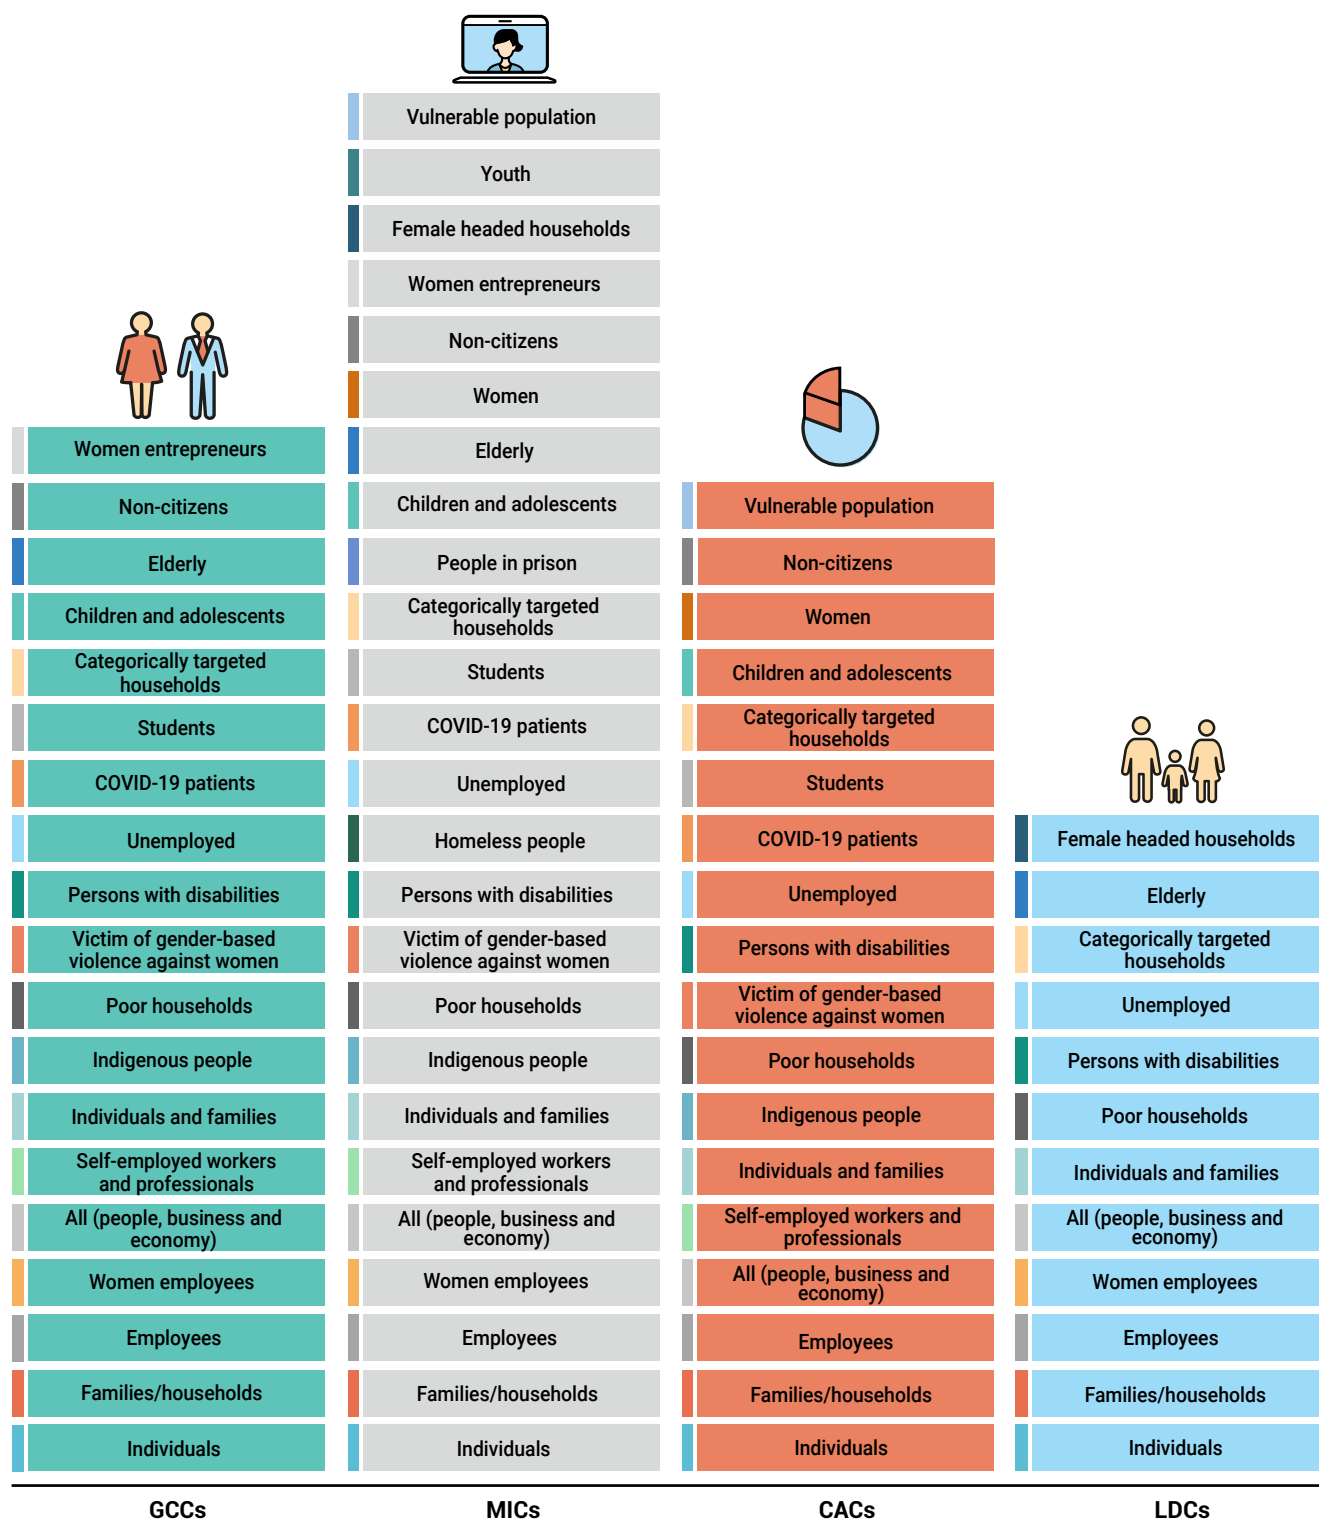 Women entrepreneurs
Non-citizens
Elderly
Children and adolescents
Categorically targeted
households
Students
COVID-19 patients
Unemployed
Persons with disabilities
Victim of gender-based
violence against women
Poor households
Indigenous people
Individuals and families
Self-employed workers
and professionals
All (people, business and
economy)
Women employees
Employees
Families/households
Individuals
GCCs
Vulnerable population
Youth
Female headed households
Women entrepreneurs
Non-citizens
Women
Elderly
Children and adolescents
People in prison
Categorically targeted
households
Students
COVID-19 patients
Unemployed
Homeless people
Persons with disabilities
Victim of gender-based
violence against women
Poor households
Indigenous people
Individuals and families
Self-employed workers
and professionals
All (people, business and
economy)
Women employees
Employees
Families/households
Individuals
MICs
Vulnerable population
Non-citizens
Women
Children and adolescents
Categorically targeted
households
Students
COVID-19 patients
Unemployed
Persons with disabilities
Victim of gender-based
violence against women
Poor households
Indigenous people
Individuals and families
Self-employed workers and
professionals
All (people, business and
economy)
Employees
Families/households
Individuals
CACs
Female headed households
Elderly
Categorically targeted
households
Unemployed
Persons with disabilities
Poor households
Individuals and families
All (people, business and
economy)
Women employees
Employees
Families/households
Individuals
LDCs